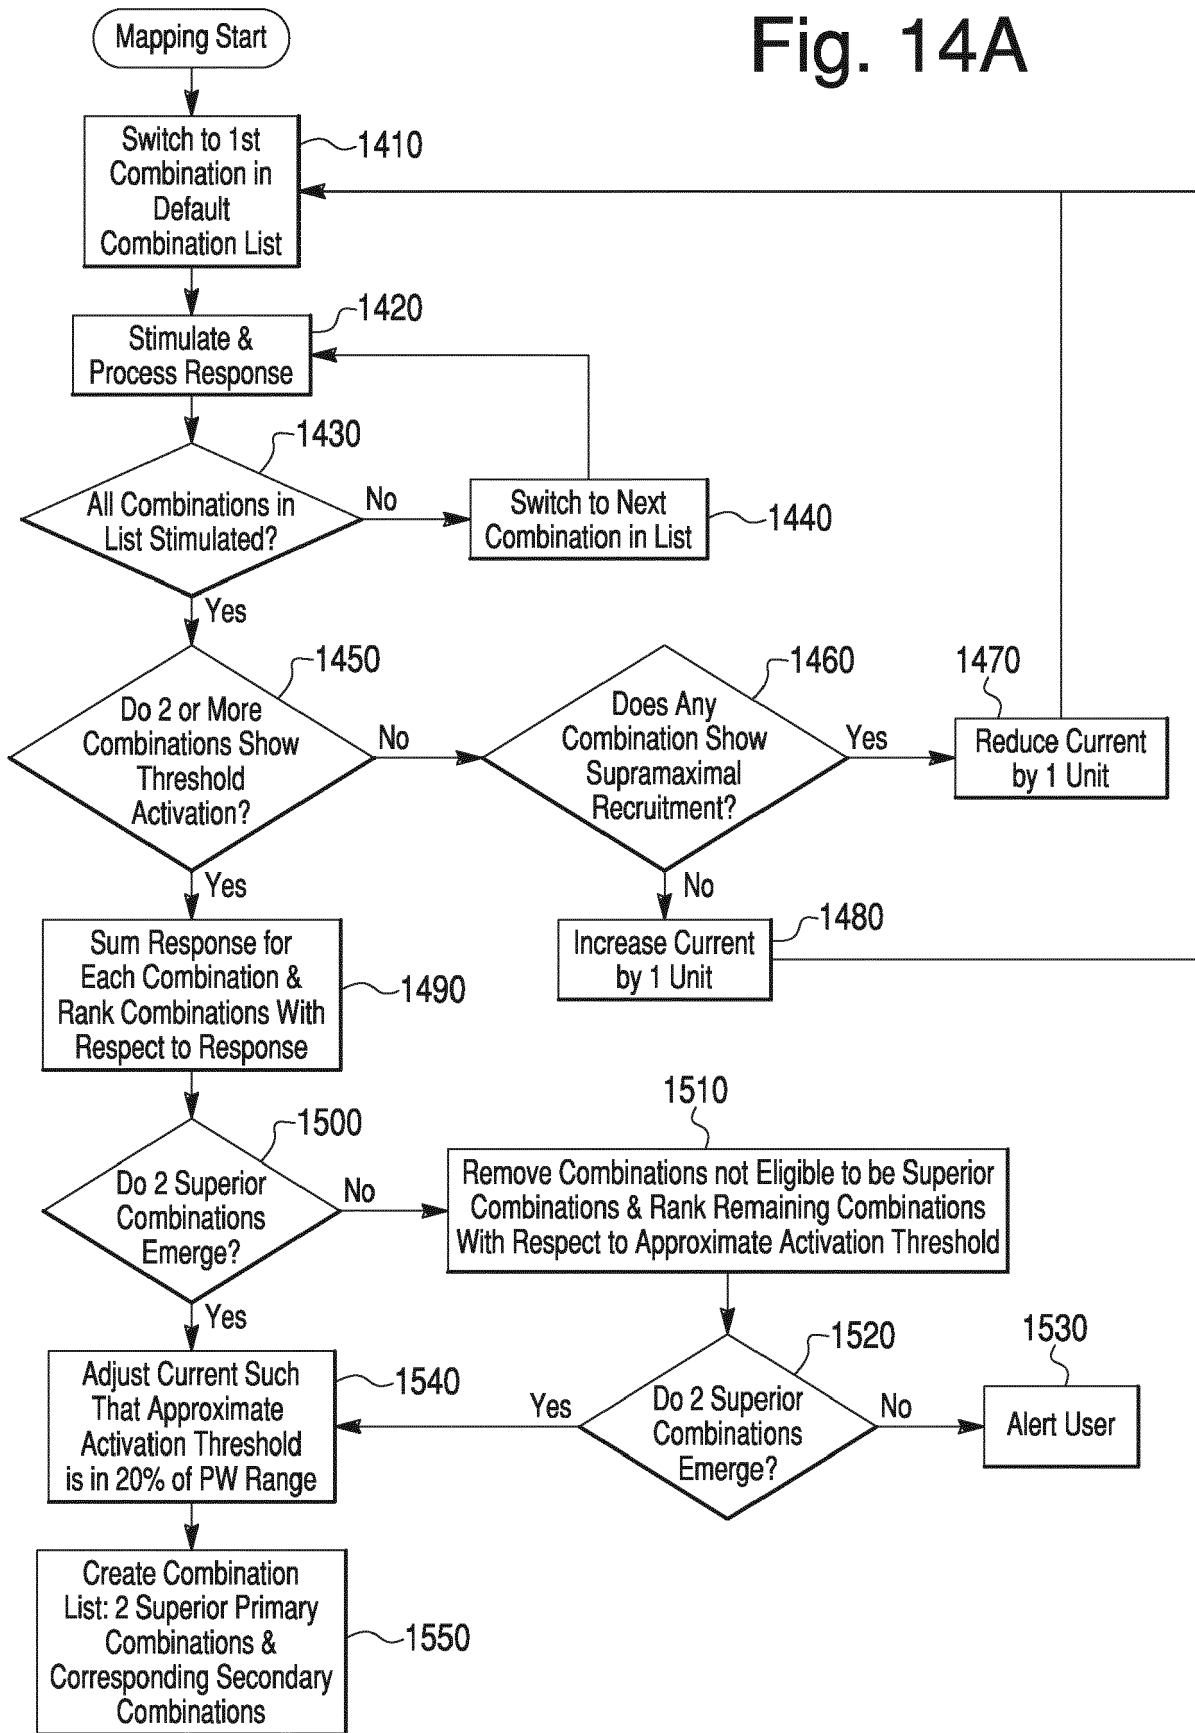 Fig. 14A
Mapping Start
Switch to 1st
Combination in
Default
Combination List
1410
Stimulate &
Process Response
1420
1430
All Combinations in
List Stimulated?
No
Switch to Next
Combination in List
1440
Yes
1450
Do 2 or More
Combinations Show
Threshold
Activation?
No
1460
Does Any
Combination Show
Supramaximal
Recruitment?
Yes
1470
Reduce Current
by 1 Unit
Yes
No
1480
Increase Current
by 1 Unit
Sum Response for
Each Combination &
Rank Combinations With
Respect to Response
1490
1500
Do 2 Superior
Combinations
Emerge?
No
1510
Remove Combinations not Eligible to be Superior
Combinations & Rank Remaining Combinations
With Respect to Approximate Activation Threshold
Yes
1520
Do 2 Superior
Combinations
Emerge?
Yes
No
1530
Alert User
Adjust Current Such
That Approximate
Activation Threshold
is in 20% of PW Range
1540
Create Combination
List: 2 Superior Primary
Combinations &
Corresponding Secondary
Combinations
1550